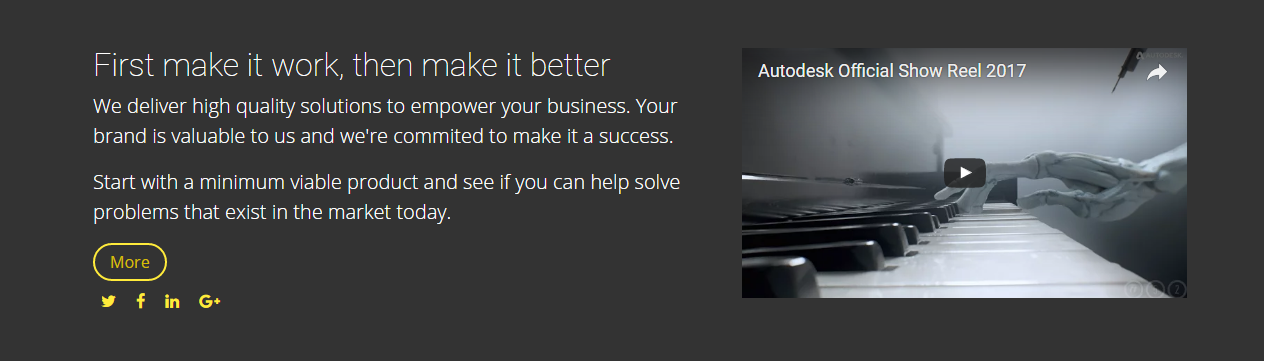 First make it work, then make it better
We deliver high quality solutions to empower your business. Your
brand is valuable to us and we're commited to make it a success.
Start with a minimum viable product and see if you can help solve
problems that exist in the market today.
More
Autodesk Official Show Reel 2017
AUTODESK